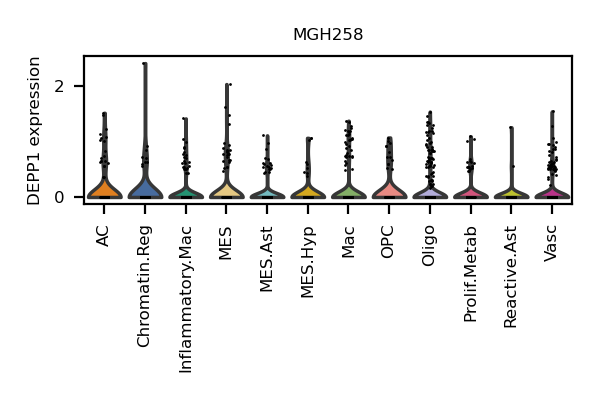 MGH258
DEPP1 expression
2
0
AC
Chromatin.Reg
Inflammatory.Mac
MES
MES.Ast
MES.Hyp
Mac
OPC
Oligo
Prolif.Metab
Reactive.Ast
Vasc